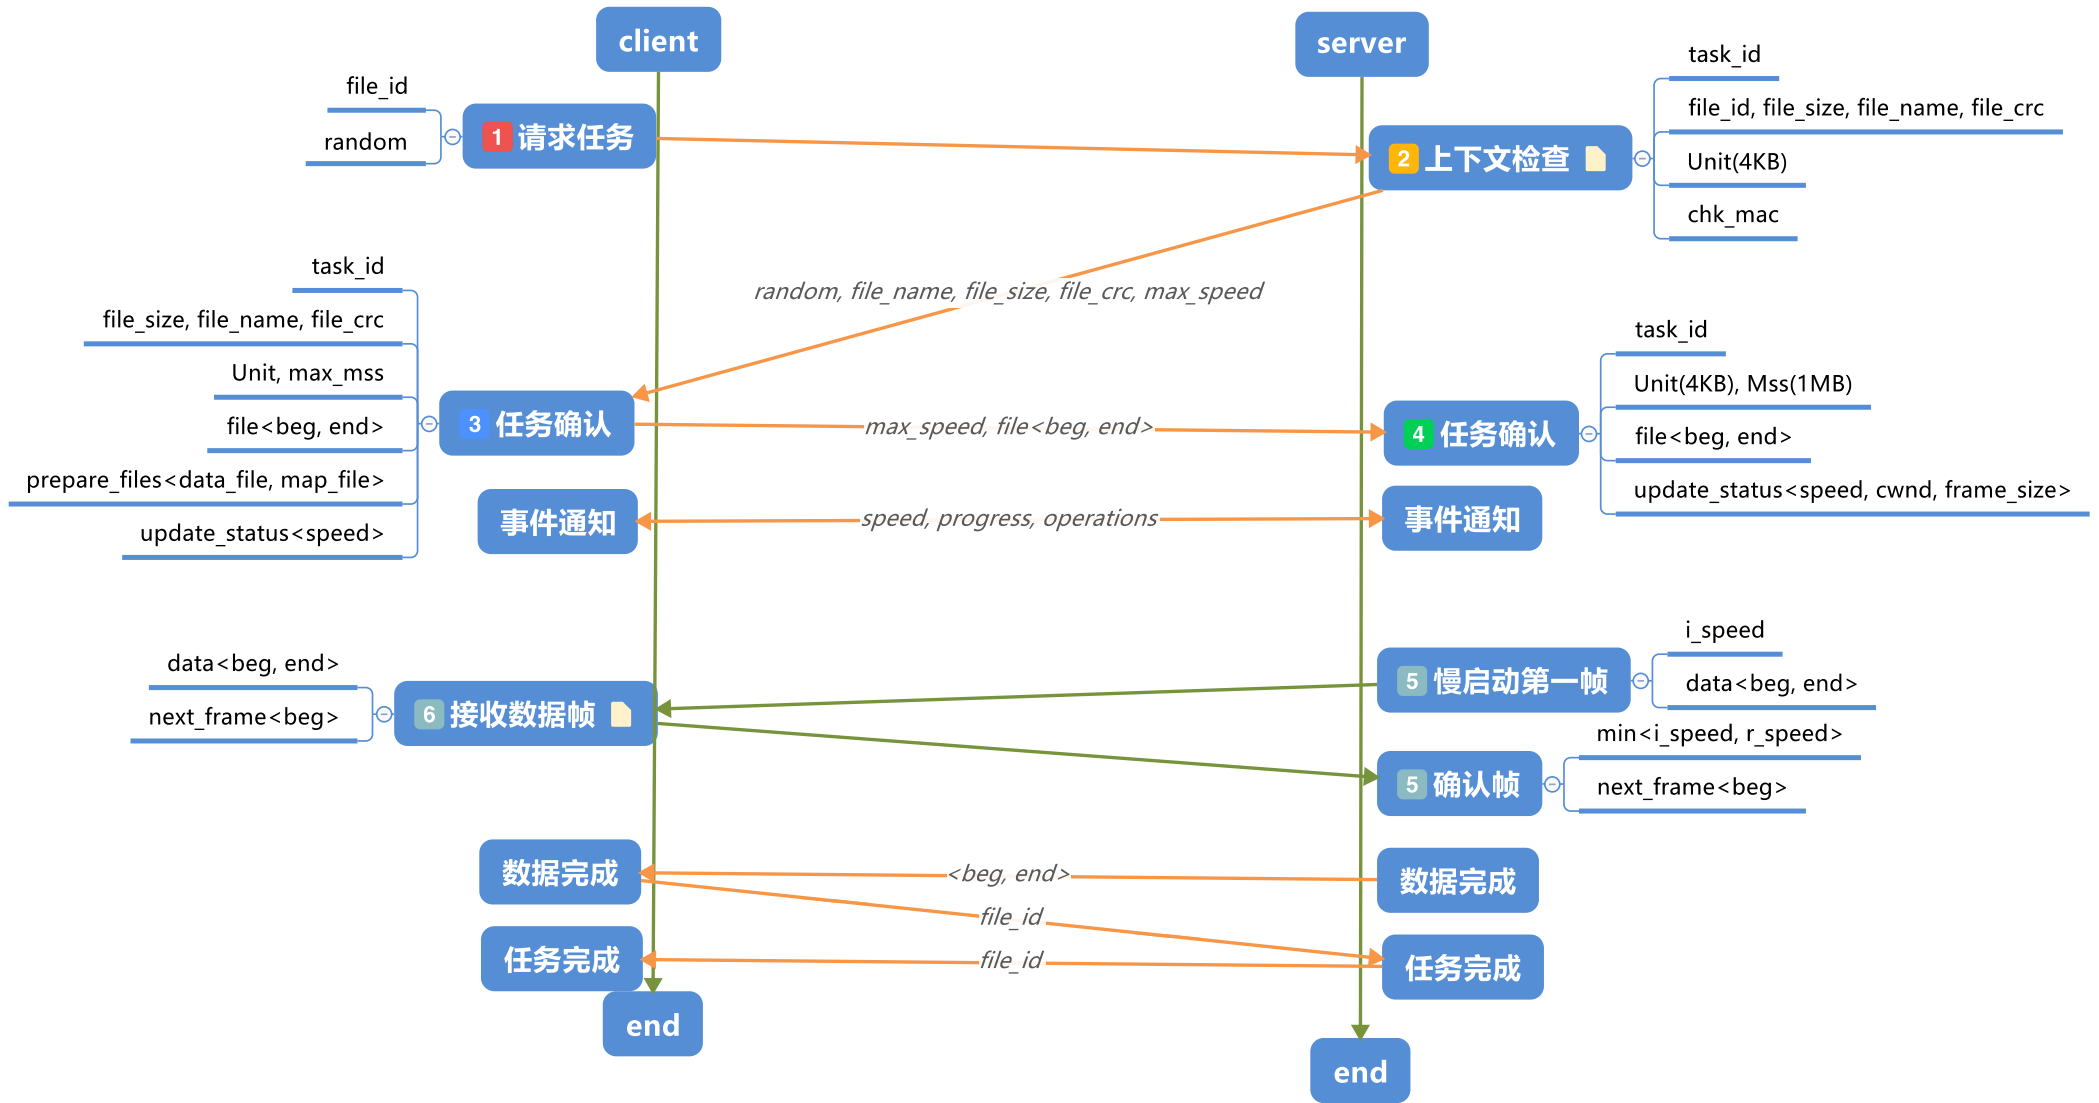 client
server
file_id
random
1 请求任务
2 上下文检查
task_id
file_id, file_size, file_name, file_crc
Unit(4KB)
chk_mac
random, file_name, file_size, file_crc, max_speed
task_id
file_size, file_name, file_crc
Unit, max_mss
file<beg, end>
prepare_files<data_file, map_file>
update_status<speed>
3 任务确认
max_speed, file<beg, end>
4 任务确认
task_id
Unit(4KB), Mss(1MB)
file<beg, end>
update_status<speed, cwnd, frame_size>
事件通知
speed, progress, operations
事件通知
data<beg, end>
next_frame<beg>
6 接收数据帧
5 慢启动第一帧
i_speed
data<beg, end>
5 确认帧
min<i_speed, r_speed>
next_frame<beg>
数据完成
<beg, end>
数据完成
file_id
任务完成
file_id
任务完成
end
end